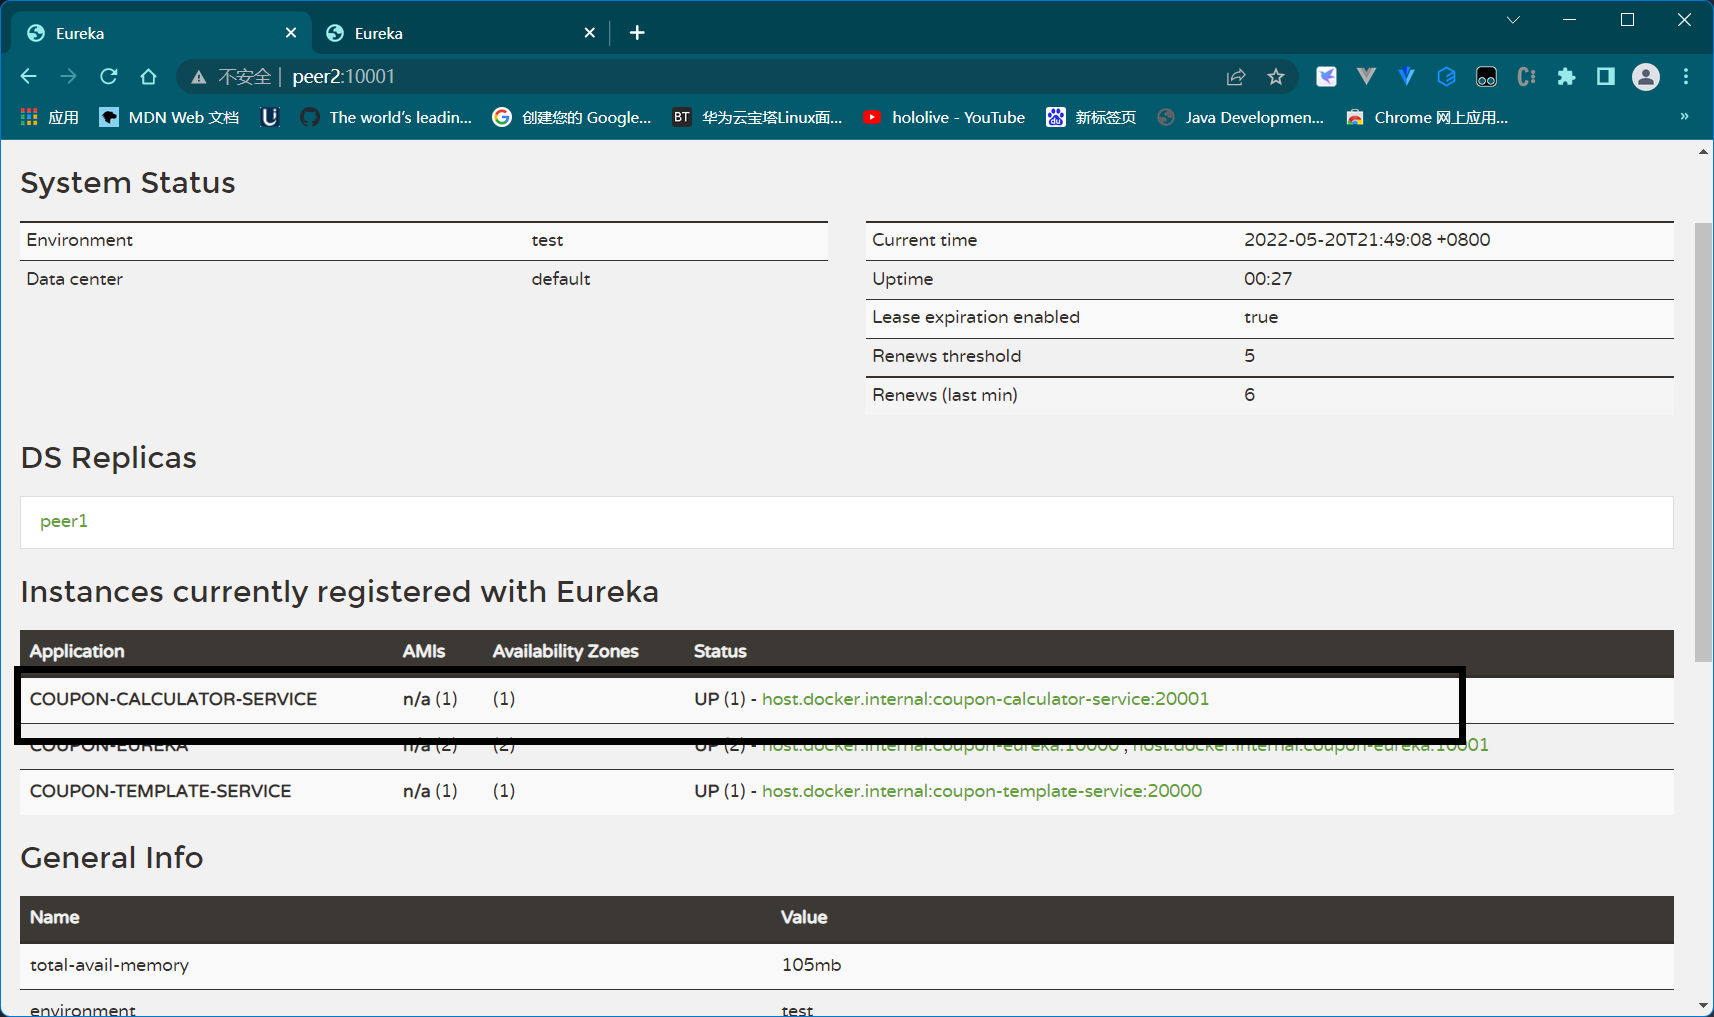 Eureka
Eureka
不安全 | peer2:10001
应用 MDN Web 文档 The world's leadin... 创建您的 Google... BT 华为云宝塔Linux面... hololive - YouTube 新标签页 Java Developmen... Chrome 网上应用... »
System Status
Environment test
Data center default
Current time 2022-05-20T21:49:08 +0800
Uptime 00:27
Lease expiration enabled true
Renews threshold 5
Renews (last min) 6
DS Replicas
peer1
Instances currently registered with Eureka
Application AMIs Availability Zones Status
COUPON-CALCULATOR-SERVICE n/a (1) (1) UP (1) - host.docker.internal:coupon-calculator-service:20001
COUPON-EUREKA n/a (2) (2) UP (2) - host.docker.internal:coupon-eureka:10000 , host.docker.internal:coupon-eureka:10001
COUPON-TEMPLATE-SERVICE n/a (1) (1) UP (1) - host.docker.internal:coupon-template-service:20000
General Info
Name Value
total-avail-memory 105mb
environment test